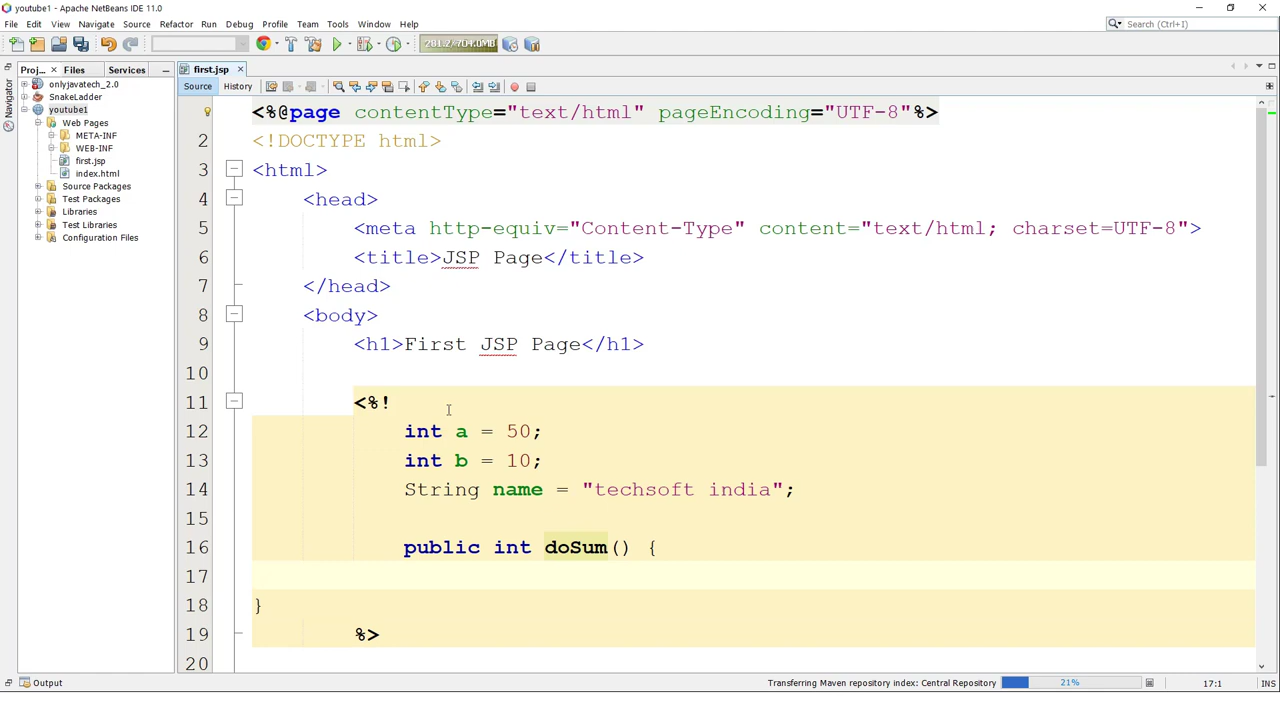 youtube1 - Apache NetBeans IDE 11.0
File Edit View Navigate Source Refactor Run Debug Profile Team Tools Window Help
Search (Ctrl+I)
281.2/704.0MB
Proj... Files Services
first.jsp
Source History
Navigator
onlyjavatech_2.0
SnakeLadder
youtube1
Web Pages
META-INF
WEB-INF
first.jsp
index.html
Source Packages
Test Packages
Libraries
Test Libraries
Configuration Files
<%@page contentType="text/html" pageEncoding="UTF-8"%>
2 <!DOCTYPE html>
3 <html>
4 <head>
5 <meta http-equiv="Content-Type" content="text/html; charset=UTF-8">
6 <title>JSP Page</title>
7 </head>
8 <body>
9 <h1>First JSP Page</h1>
10
11 <%!
12 int a = 50;
13 int b = 10;
14 String name = "techsoft india";
15
16 public int doSum() {
17
18 }
19 %>
20
Output
Transferring Maven repository index: Central Repository 21% 17:1 INS